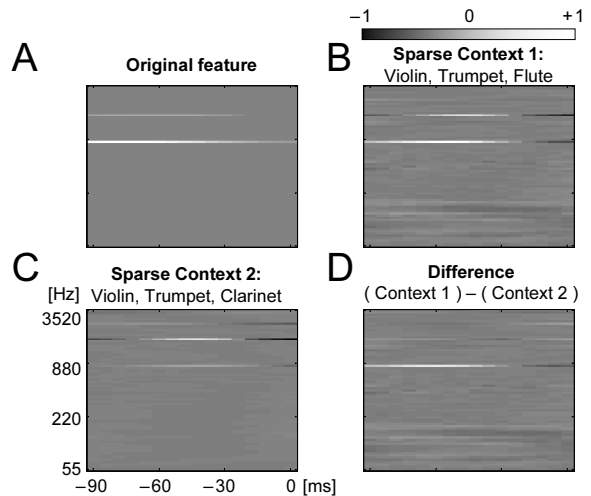 −1 0 +1
A
Original feature
B
Sparse Context 1:
Violin, Trumpet, Flute
C
Sparse Context 2:
Violin, Trumpet, Clarinet
D
Difference
( Context 1 ) – ( Context 2 )
[Hz]
3520
880
220
55
−90 −60 −30 0 [ms]